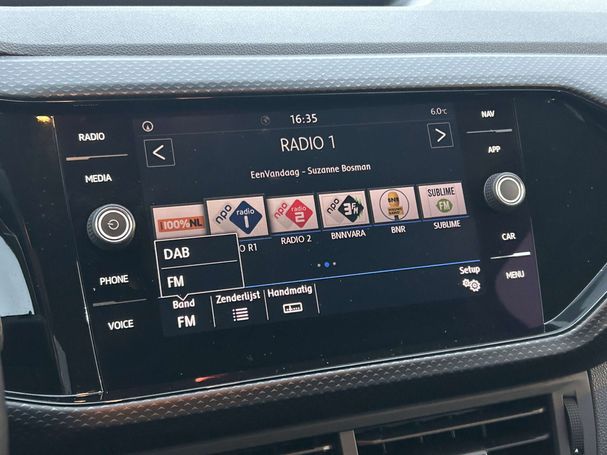 16:35
6.0°C
RADIO
NAV
RADIO 1
< >
APP
MEDIA
EenVandaag - Suzanne Bosman
100%NL
npo radio 1
npo radio 2
npo 3FM
BNR
SUBLIME FM
O R1
RADIO 2
BNNVARA
BNR
SUBLIME
DAB
FM
CAR
PHONE
MENU
Setup
Band
Zenderlijst
Handmatig
FM
VOICE